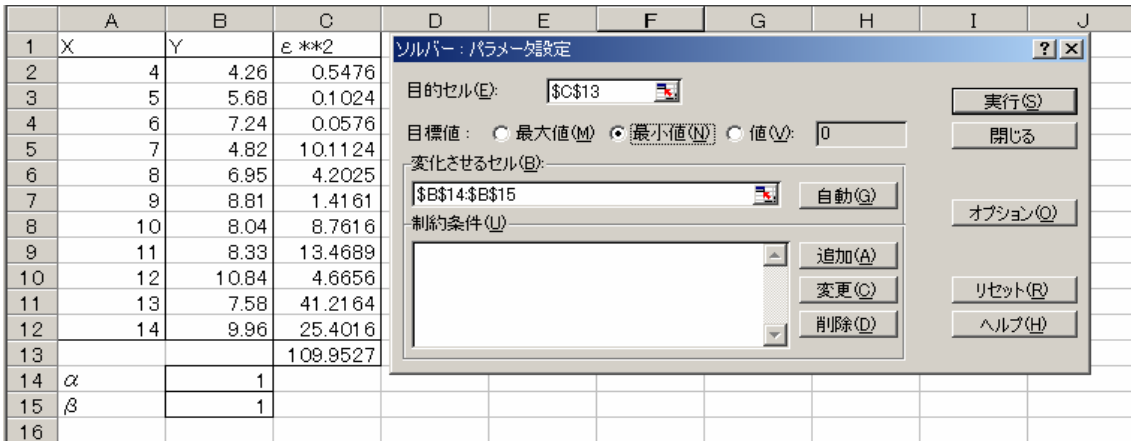 A B C D E F G H I J
1 X Y ε**2
2 4 4.26 0.5476
3 5 5.68 0.1024
4 6 7.24 0.0576
5 7 4.82 10.1124
6 8 6.95 4.2025
7 9 8.81 1.4161
8 10 8.04 8.7616
9 11 8.33 13.4689
10 12 10.84 4.6656
11 13 7.58 41.2164
12 14 9.96 25.4016
13 109.9527
14 α 1
15 β 1
16
ソルバー : パラメータ設定
目的セル(E): $C$13
実行(S)
目標値 : 最大値(M) 最小値(N) 値(V): 0
閉じる
変化させるセル(B):
$B$14:$B$15 自動(G)
オプション(O)
制約条件(U)
追加(A)
変更(C)
リセット(R)
削除(D)
ヘルプ(H)